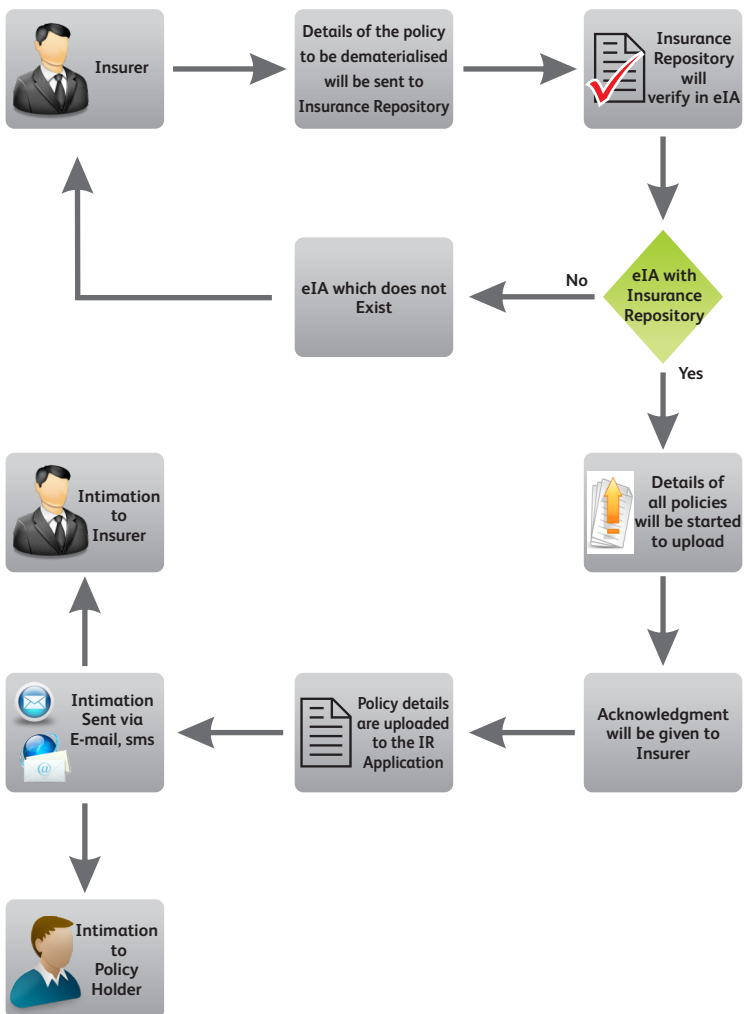 Insurer
Details of the policy
to be dematerialised
will be sent to
Insurance Repository
Insurance
Repository
will
verify in eIA
eIA with
Insurance
Repository
No
eIA which does not
Exist
Yes
Details of
all policies
will be started
to upload
Acknowledgment
will be given to
Insurer
Policy details
are uploaded
to the IR
Application
Intimation
Sent via
E-mail, sms
@
Intimation
to
Insurer
Intimation
to
Policy
Holder